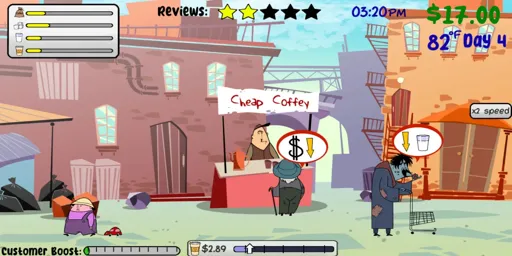 Reviews:
03:20PM
$17.00
82°F Day 4
Cheap Coffey
$
x2 speed
Customer Boost:
$2.89